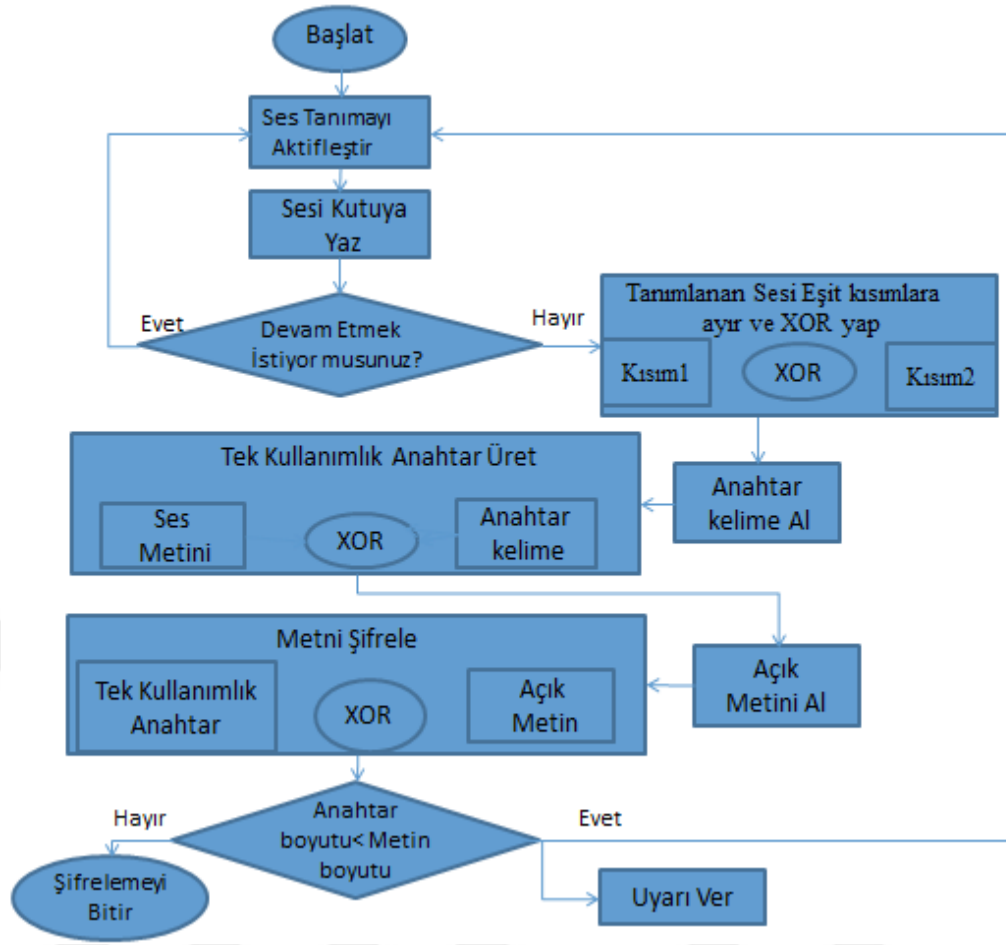 Başlat
Ses Tanımayı
Aktifleştir
Sesi Kutuya
Yaz
Evet
Devam Etmek
İstiyor musunuz?
Hayır
Tanımlanan Sesi Eşit kısımlara
ayır ve XOR yap
Kısım1
XOR
Kısım2
Tek Kullanımlık Anahtar Üret
Ses
Metini
XOR
Anahtar
kelime
Anahtar
kelime Al
Metni Şifrele
Tek Kullanımlık
Anahtar
XOR
Açık
Metin
Açık
Metini Al
Hayır
Anahtar
boyutu< Metin
boyutu
Evet
Şifrelemeyi
Bitir
Uyarı Ver